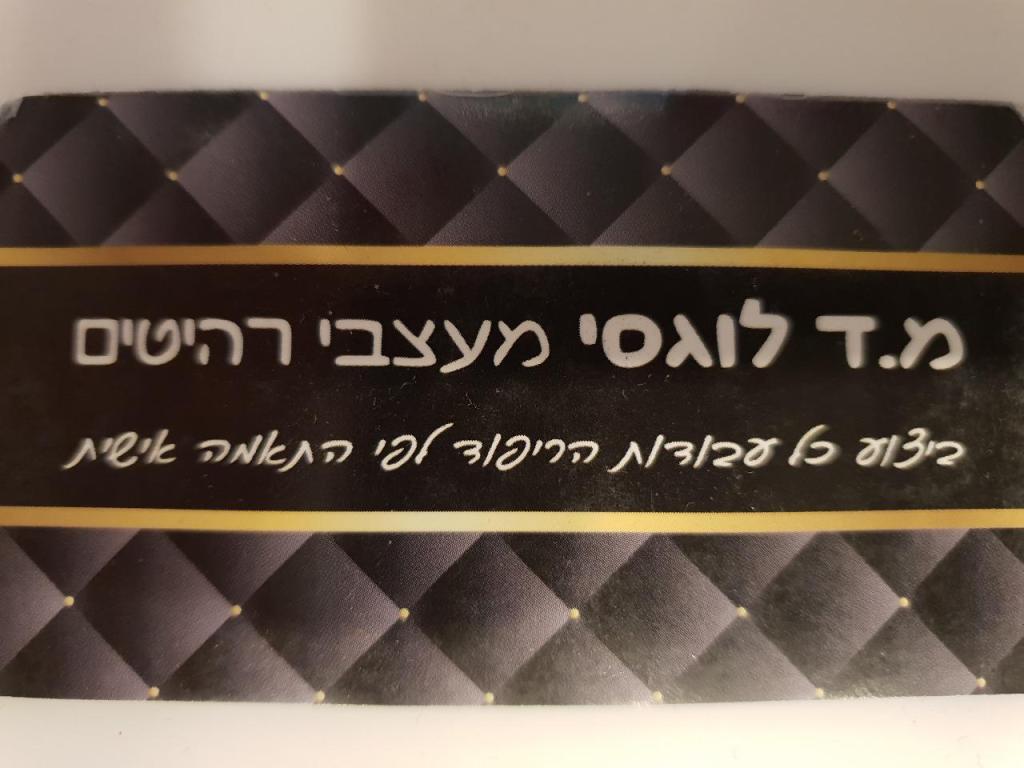 מ.ד לוגסי מעצבי רהיטים
ביצוע כל עבודות הריפוד לפי התאמה אישית